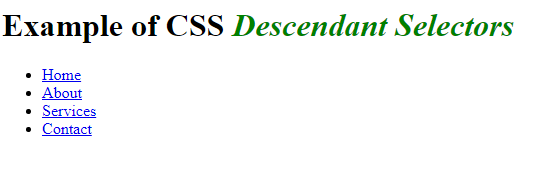 Example of CSS Descendant Selectors
Home
About
Services
Contact